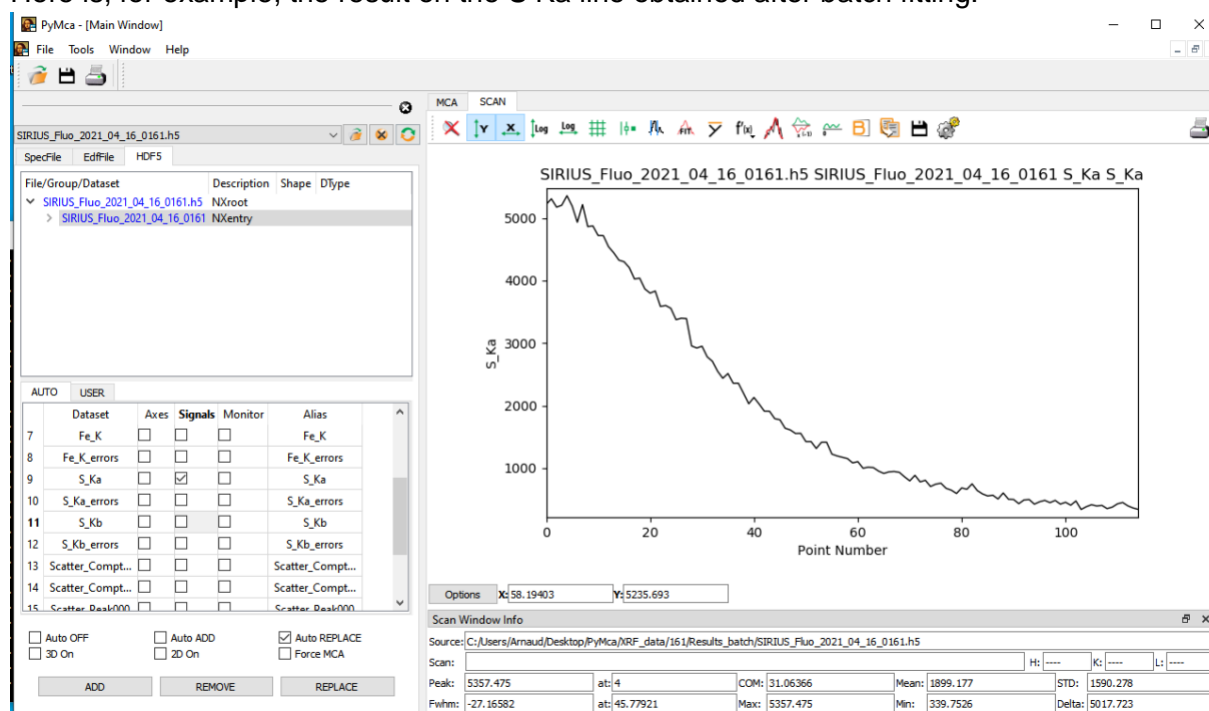 Here is, for example, the result on the S Ka line obtained after batch fitting.
PyMca - [Main Window]
File Tools Window Help
SIRIUS_Fluo_2021_04_16_0161.h5
SpecFile EdfFile HDF5
File/Group/Dataset Description Shape DType
SIRIUS_Fluo_2021_04_16_0161.h5 NXroot
SIRIUS_Fluo_2021_04_16_0161 NXentry
AUTO USER
Dataset Axes Signals Monitor Alias
7 Fe_K Fe_K
8 Fe_K_errors Fe_K_errors
9 S_Ka S_Ka
10 S_Ka_errors S_Ka_errors
11 S_Kb S_Kb
12 S_Kb_errors S_Kb_errors
13 Scatter_Compt... Scatter_Compt...
14 Scatter_Compt... Scatter_Compt...
15 Scatter_Peak000 Scatter_Peak000
Auto OFF Auto ADD Auto REPLACE
3D On 2D On Force MCA
ADD REMOVE REPLACE
MCA SCAN
Y X Log Log FIT f(x)
SIRIUS_Fluo_2021_04_16_0161.h5 SIRIUS_Fluo_2021_04_16_0161 S_Ka S_Ka
5000
4000
3000
2000
1000
S_Ka
0 20 40 60 80 100
Point Number
Options X: 58.19403 Y: 5235.693
Scan Window Info
Source: C:/Users/Arnaud/Desktop/PyMca/XRF_data/161/Results_batch/SIRIUS_Fluo_2021_04_16_0161.h5
Scan: H: ---- K: ---- L: ----
Peak: 5357.475 at: 4 COM: 31.06366 Mean: 1899.177 STD: 1590.278
Fwhm: -27.16582 at: 45.77921 Max: 5357.475 Min: 339.7526 Delta: 5017.723